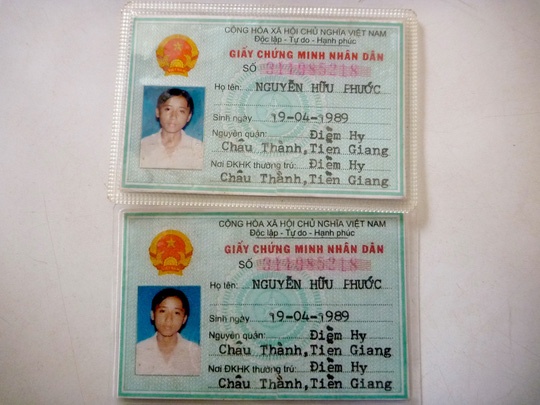 CỘNG HÒA XÃ HỘI CHỦ NGHĨA VIỆT NAM
Độc lập - Tự do - Hạnh phúc
GIẤY CHỨNG MINH NHÂN DÂN
SỐ 314985218
Họ tên: NGUYỄN HỮU PHƯỚC
Sinh ngày 19-04-1989
Nguyên quán: Điềm Hy
Châu Thành,Tiền Giang
Nơi ĐKHK thường trú: Điềm Hy
Châu Thành,Tiền Giang
CỘNG HÒA XÃ HỘI CHỦ NGHĨA VIỆT NAM
Độc lập - Tự do - Hạnh phúc
GIẤY CHỨNG MINH NHÂN DÂN
SỐ 314985218
Họ tên: NGUYỄN HỮU PHƯỚC
Sinh ngày 19-04-1989
Nguyên quán: Điềm Hy
Châu Thành,Tiền Giang
Nơi ĐKHK thường trú: Điềm Hy
Châu Thành,Tiền Giang